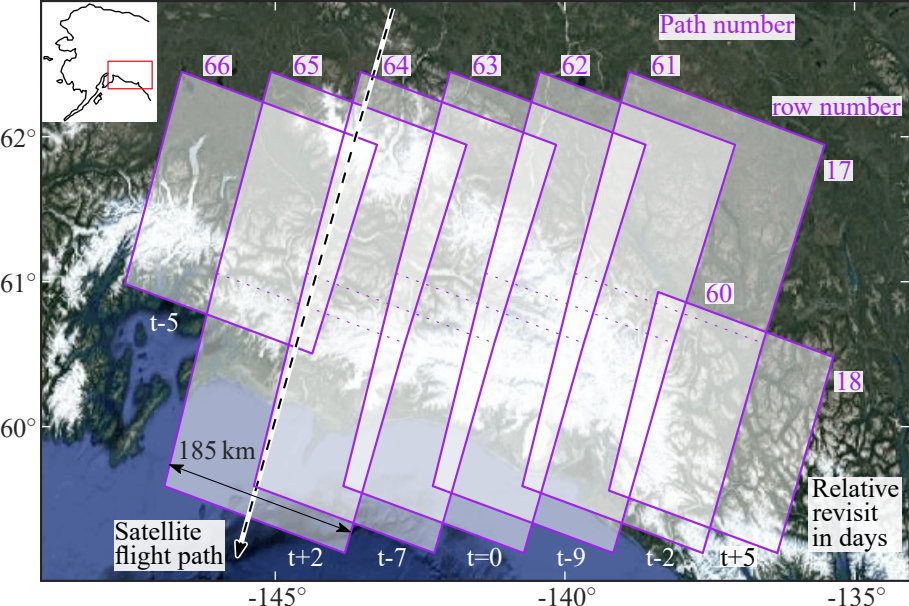 Path number
66 65 64 63 62 61
row number
62°
17
61°
60
t-5
18
60°
185 km
Relative
revisit
in days
Satellite
flight path
t+2 t-7 t=0 t-9 t-2 t+5
-145° -140° -135°